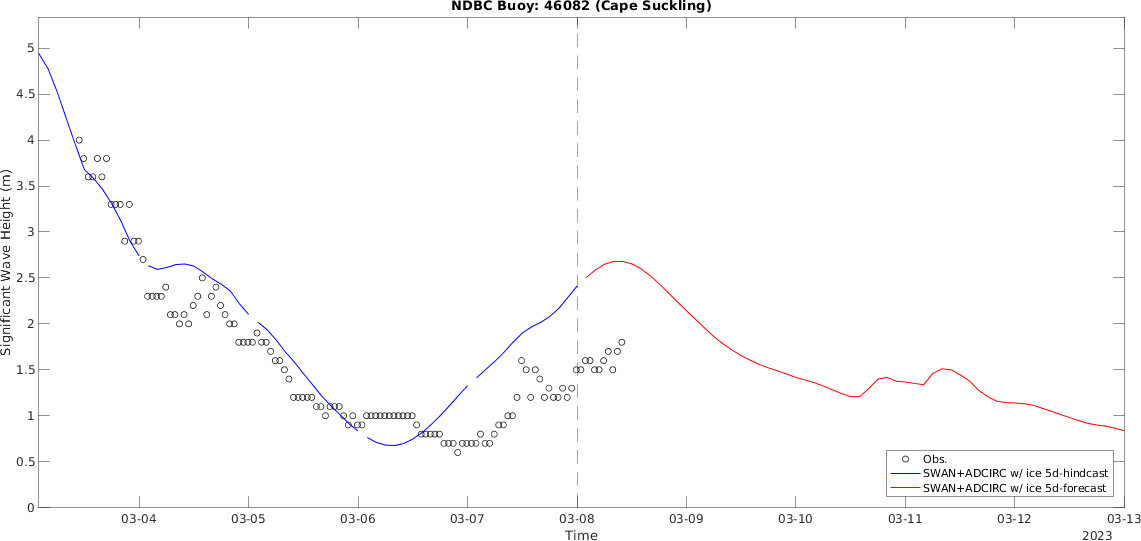 NDBC Buoy: 46082 (Cape Suckling)
5
4.5
4
3.5
3
2.5
2
1.5
1
0.5
0
Significant Wave Height (m)
03-04 03-05 03-06 03-07 03-08 03-09 03-10 03-11 03-12 03-13
Time
2023
Obs.
SWAN+ADCIRC w/ ice 5d-hindcast
SWAN+ADCIRC w/ ice 5d-forecast